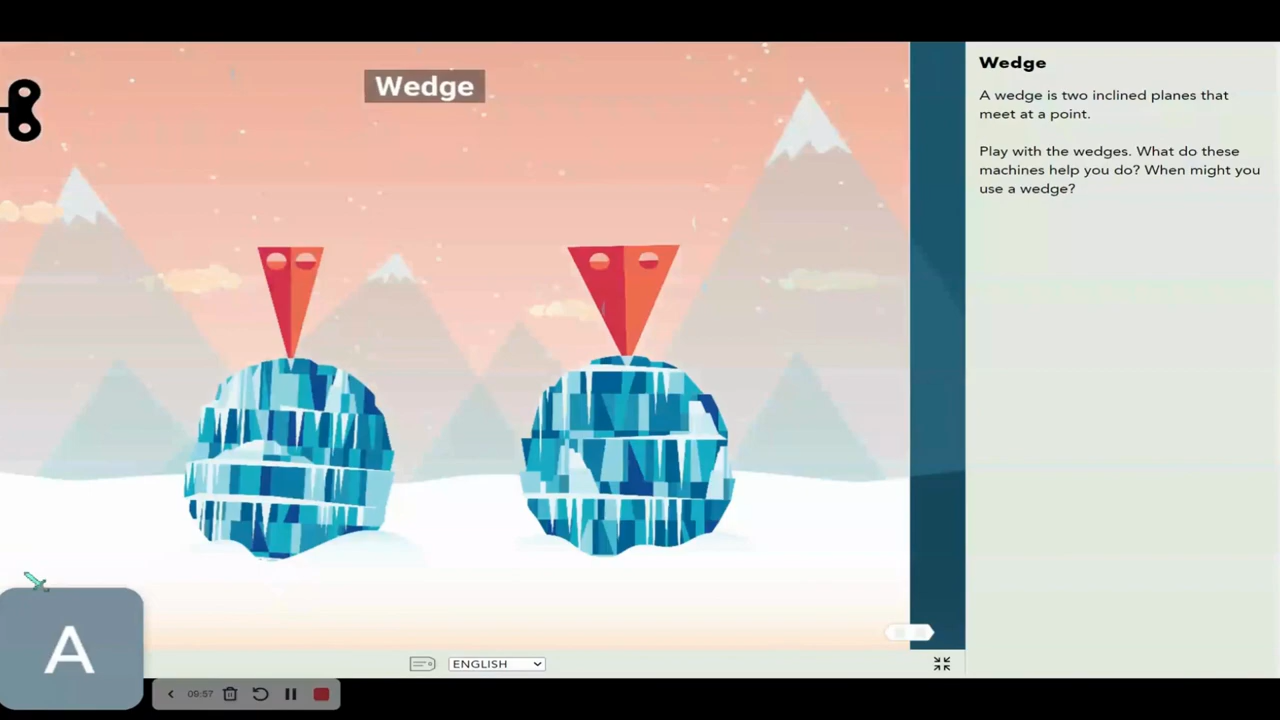 Wedge
Wedge
A wedge is two inclined planes that
meet at a point.
Play with the wedges. What do these
machines help you do? When might you
use a wedge?
A
ENGLISH
09:57